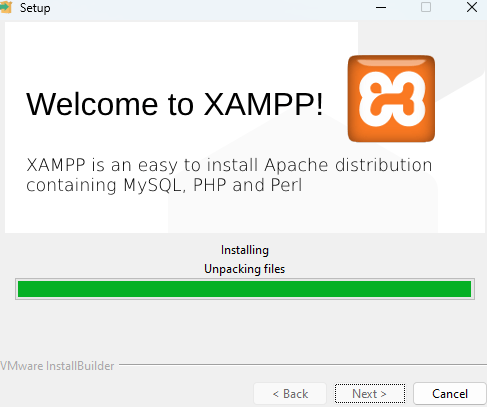 Setup
Welcome to XAMPP!
XAMPP is an easy to install Apache distribution
containing MySQL, PHP and Perl
Installing
Unpacking files
VMware InstallBuilder
< Back
Next >
Cancel